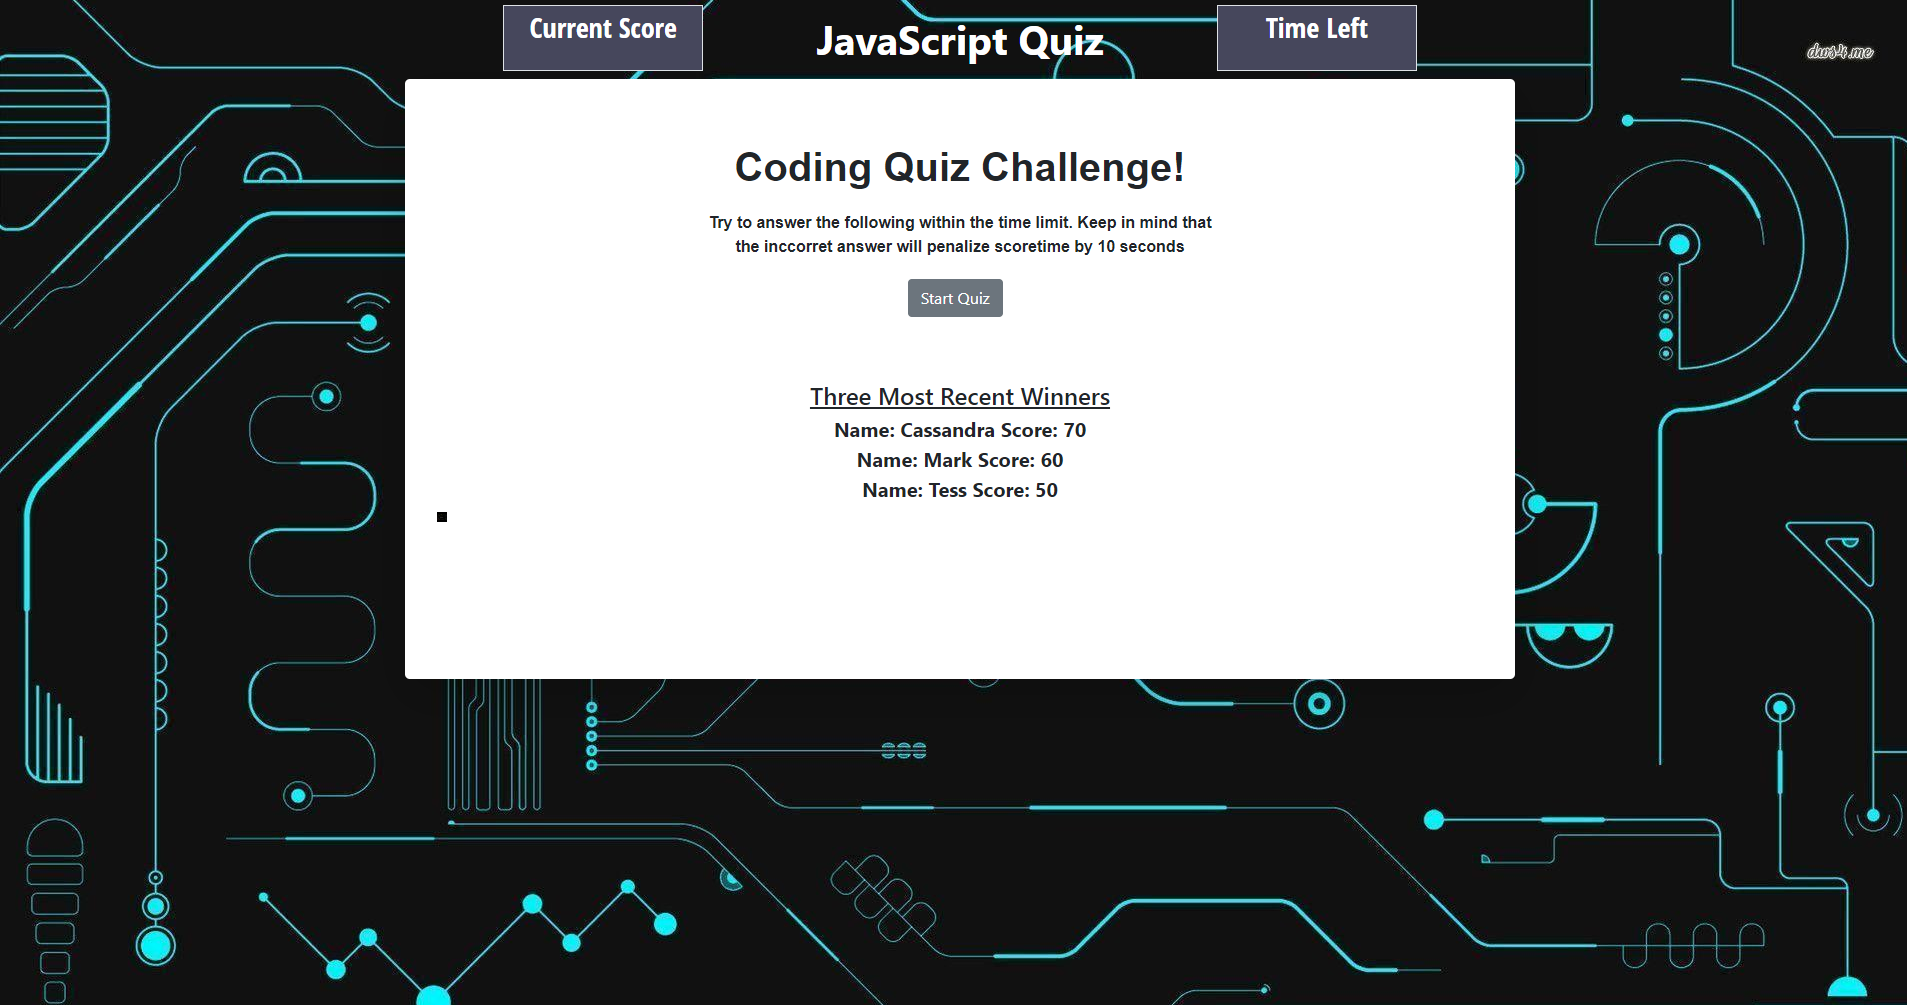 Current Score
JavaScript Quiz
Time Left
dws4.me
Coding Quiz Challenge!
Try to answer the following within the time limit. Keep in mind that
the inccorret answer will penalize scoretime by 10 seconds
Start Quiz
Three Most Recent Winners
Name: Cassandra Score: 70
Name: Mark Score: 60
Name: Tess Score: 50